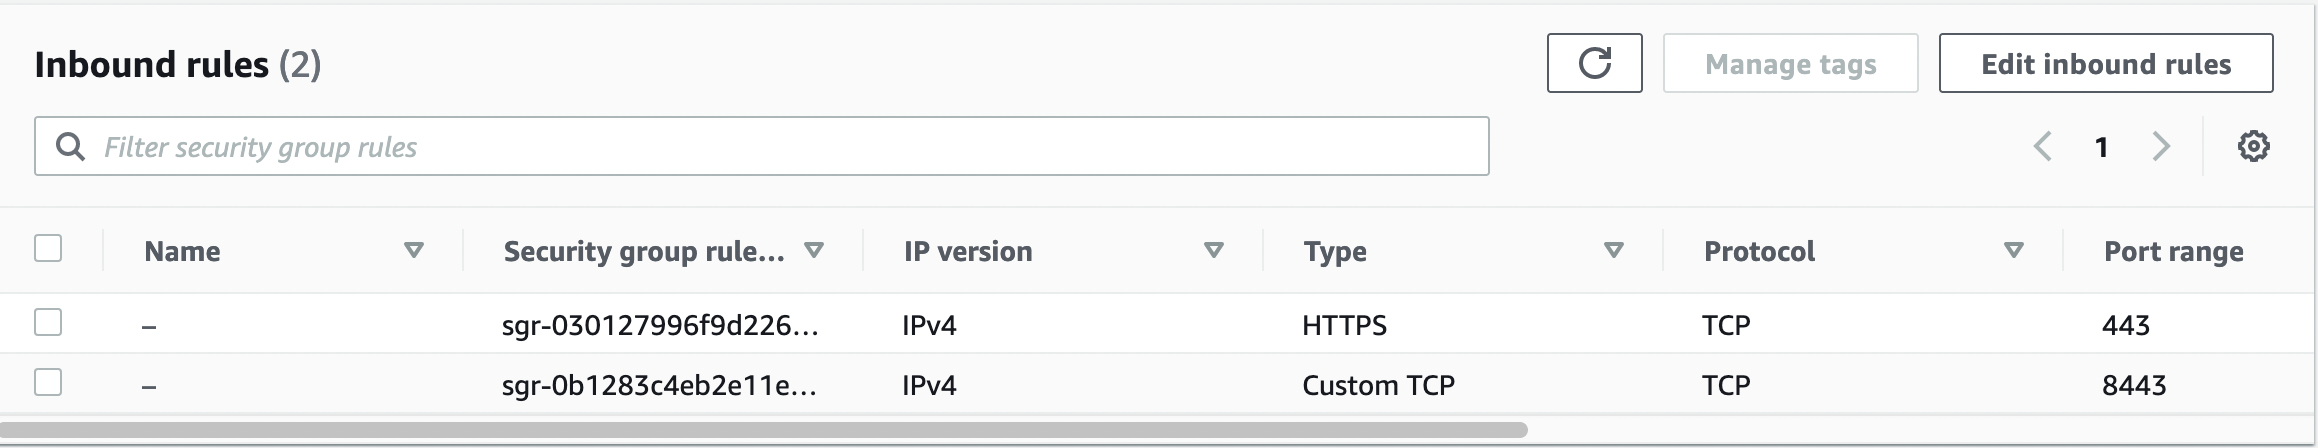 Inbound rules (2)
Manage tags
Edit inbound rules
Filter security group rules
1
Name Security group rule... IP version Type Protocol Port range
– sgr-030127996f9d226... IPv4 HTTPS TCP 443
– sgr-0b1283c4eb2e11e... IPv4 Custom TCP TCP 8443